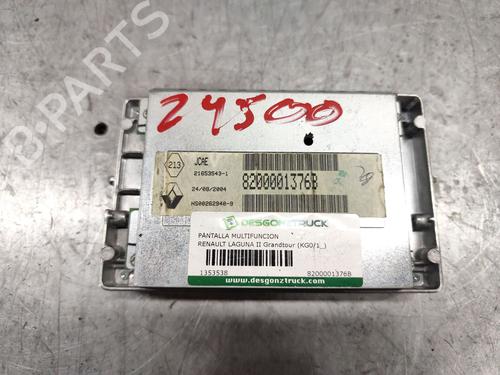 24500
213
JCAE
21653543-1
8200001376B
24/08/2004
NS00262940-9
DESGONZTRUCK
PANTALLA MULTIFUNCION
RENAULT LAGUNA II Grandtour (KG0/1_)
1353538 8200001376B
www.desgonztruck.com
PARTS